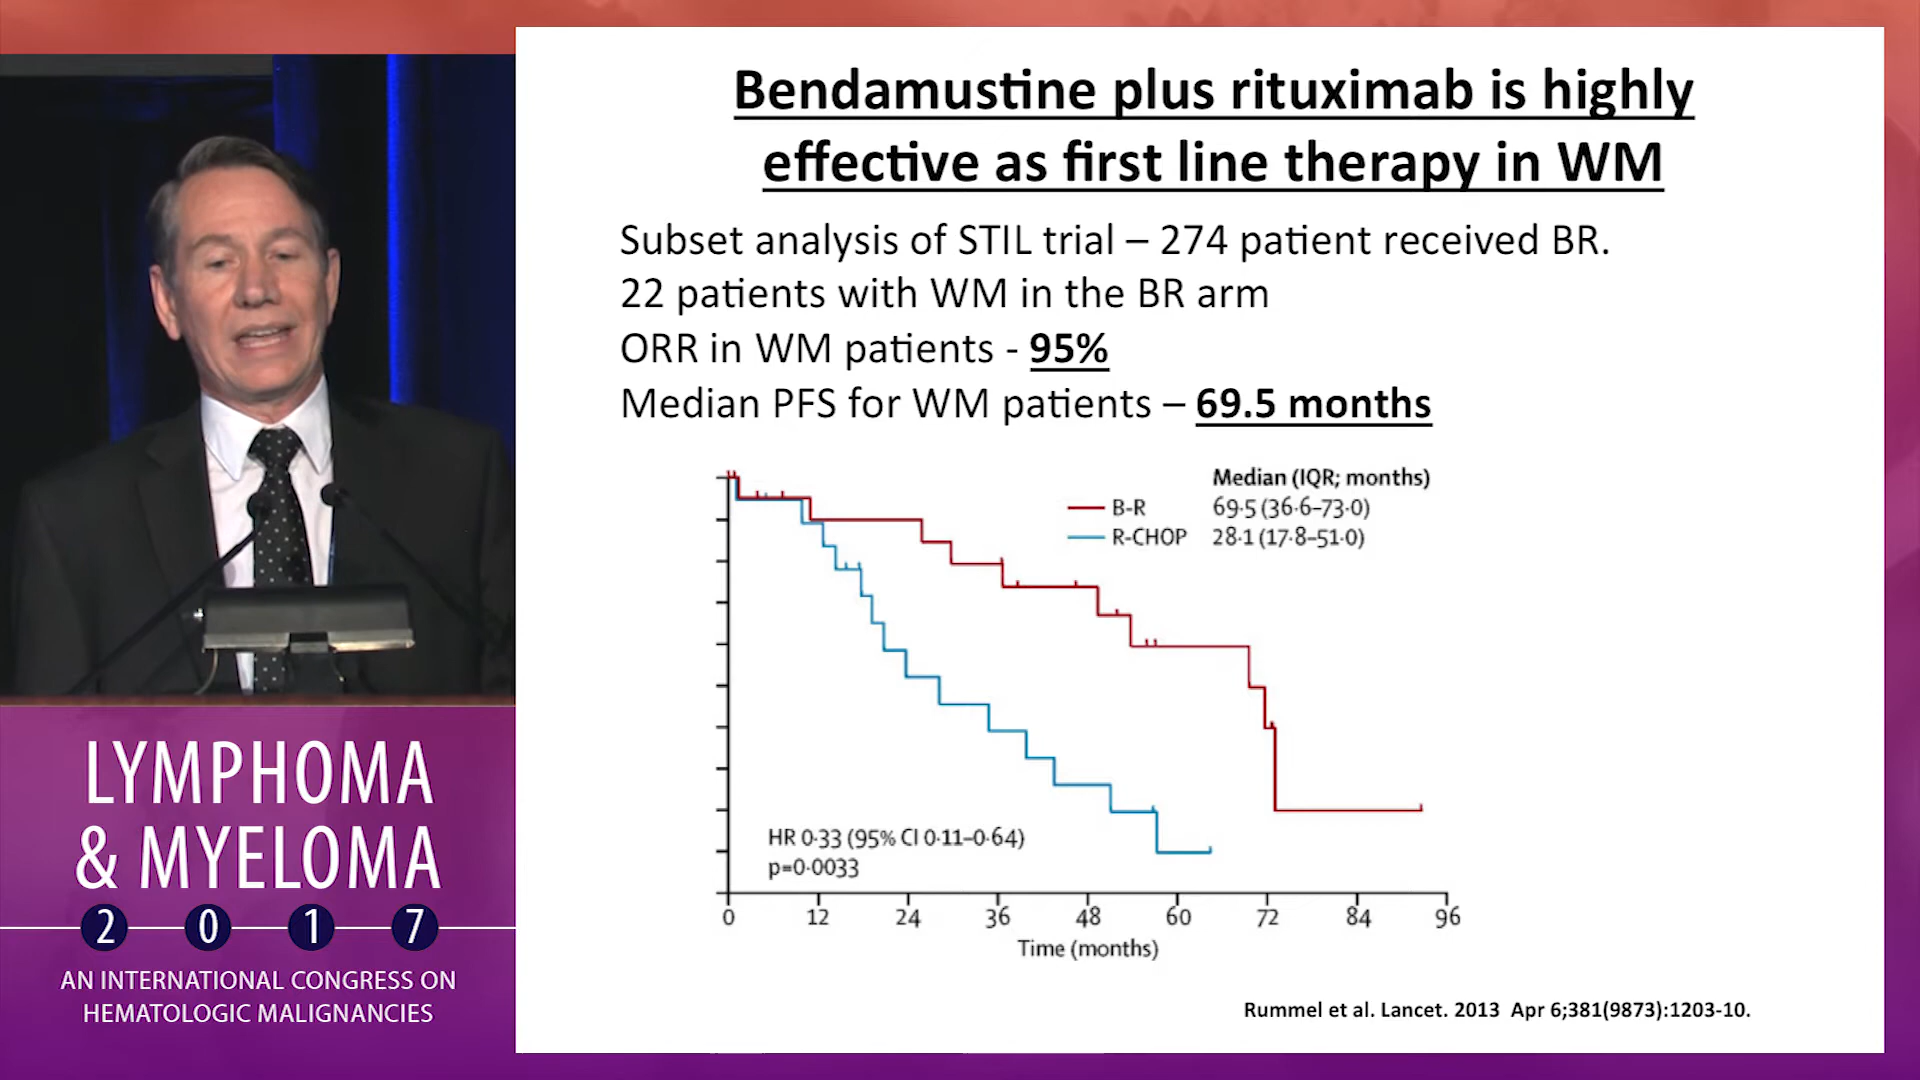 Bendamustine plus rituximab is highly
effective as first line therapy in WM
Subset analysis of STIL trial – 274 patient received BR.
22 patients with WM in the BR arm
ORR in WM patients - 95%
Median PFS for WM patients – 69.5 months
Median (IQR; months)
B-R 69·5 (36·6–73·0)
R-CHOP 28·1 (17·8–51·0)
HR 0·33 (95% CI 0·11–0·64)
p=0·0033
0 12 24 36 48 60 72 84 96
Time (months)
Rummel et al. Lancet. 2013 Apr 6;381(9873):1203-10.
LYMPHOMA
& MYELOMA
2 0 1 7
AN INTERNATIONAL CONGRESS ON
HEMATOLOGIC MALIGNANCIES